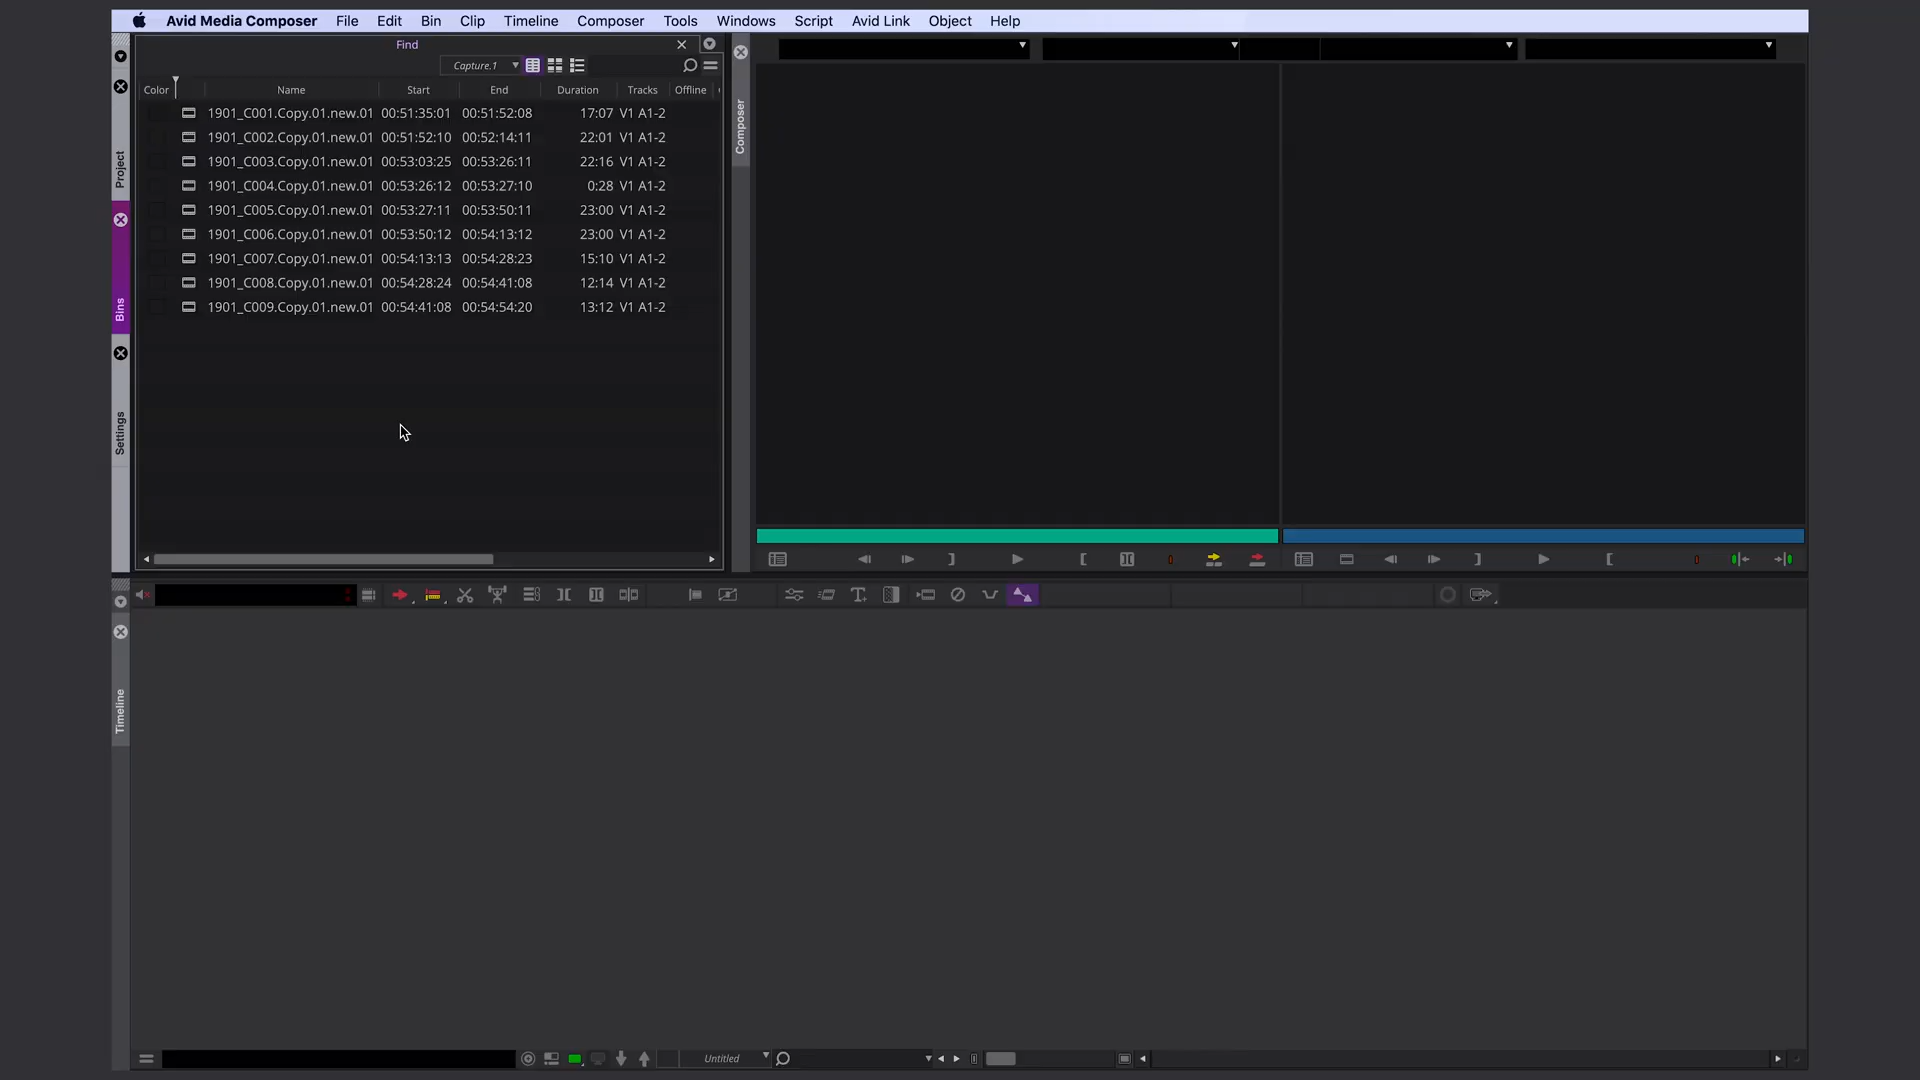 Avid Media Composer File Edit Bin Clip Timeline Composer Tools Windows Script Avid Link Object Help
Find
Capture.1
Color Name Start End Duration Tracks Offline
1901_C001.Copy.01.new.01 00:51:35:01 00:51:52:08 17:07 V1 A1-2
1901_C002.Copy.01.new.01 00:51:52:10 00:52:14:11 22:01 V1 A1-2
1901_C003.Copy.01.new.01 00:53:03:25 00:53:26:11 22:16 V1 A1-2
1901_C004.Copy.01.new.01 00:53:26:12 00:53:27:10 0:28 V1 A1-2
1901_C005.Copy.01.new.01 00:53:27:11 00:53:50:11 23:00 V1 A1-2
1901_C006.Copy.01.new.01 00:53:50:12 00:54:13:12 23:00 V1 A1-2
1901_C007.Copy.01.new.01 00:54:13:13 00:54:28:23 15:10 V1 A1-2
1901_C008.Copy.01.new.01 00:54:28:24 00:54:41:08 12:14 V1 A1-2
1901_C009.Copy.01.new.01 00:54:41:08 00:54:54:20 13:12 V1 A1-2
Project
Bins
Settings
Composer
Timeline
Untitled